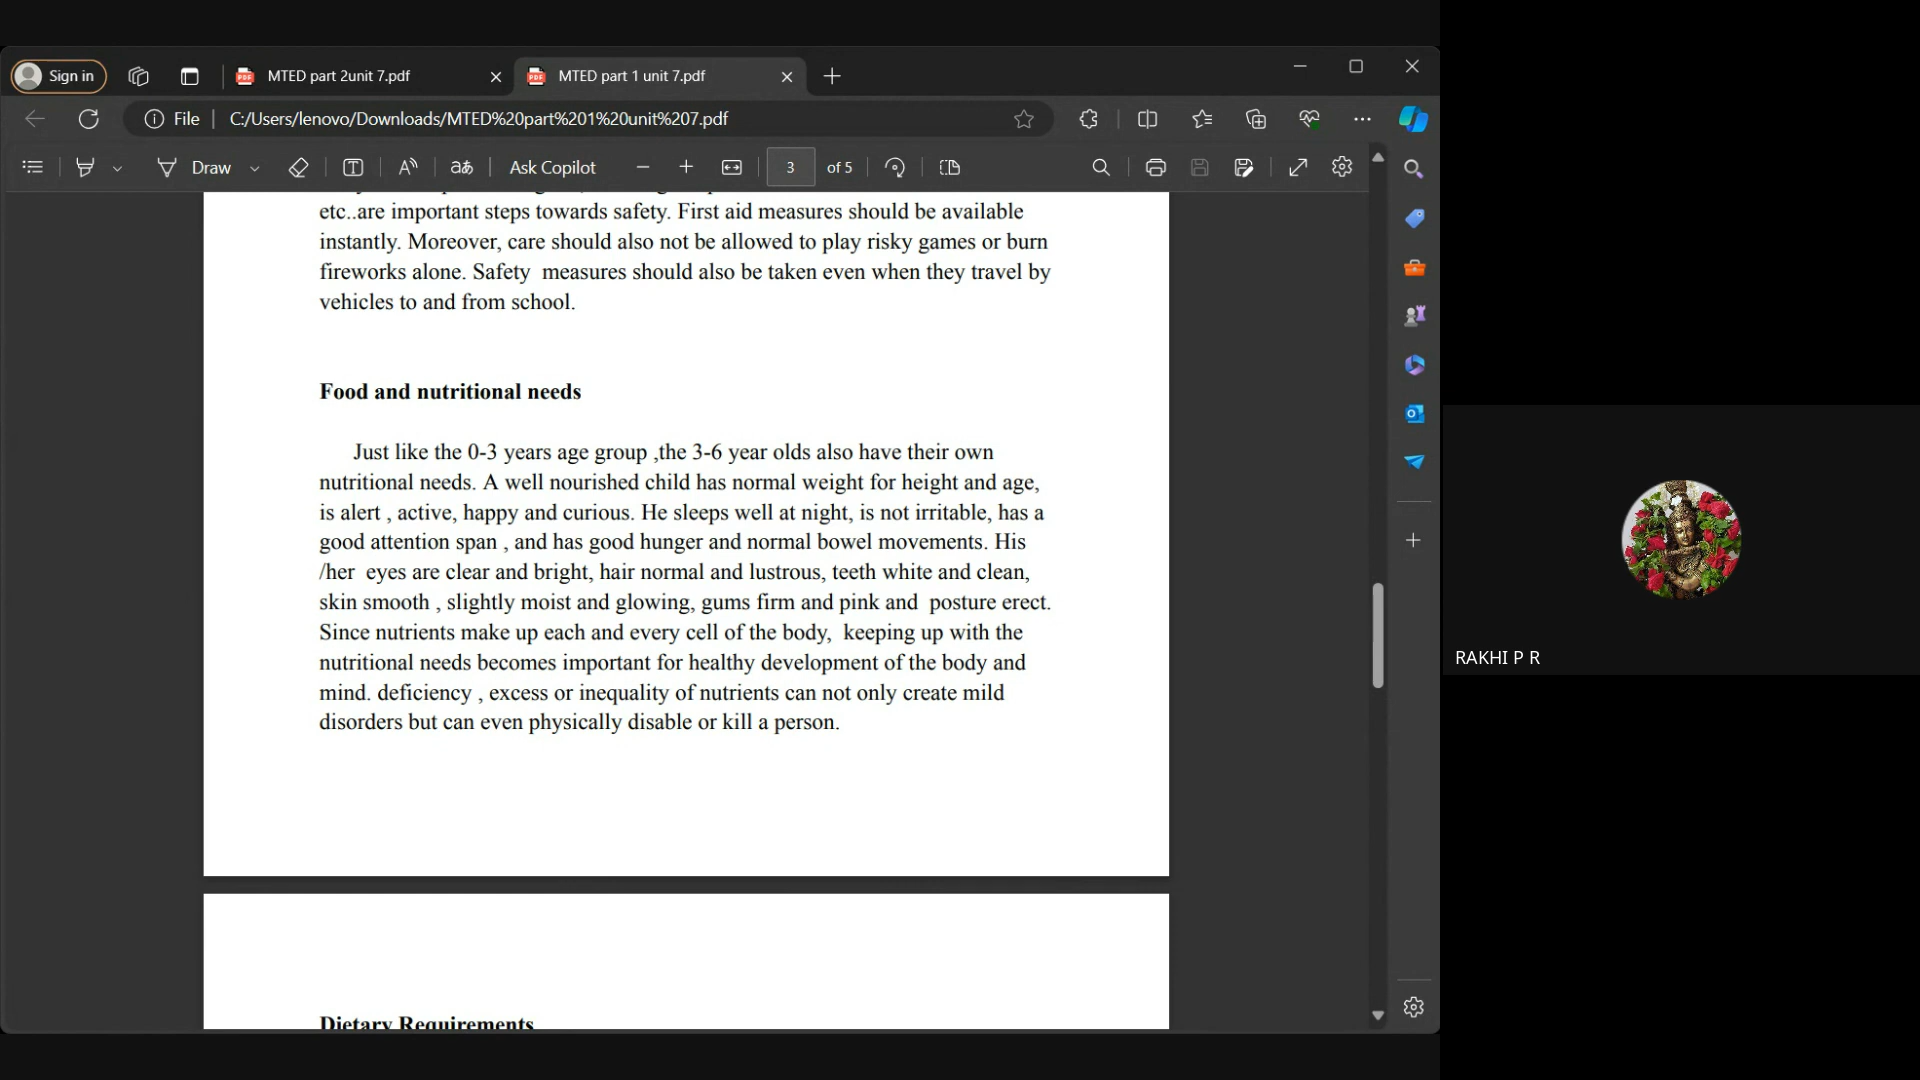 Sign in
MTED part 2unit 7.pdf
MTED part 1 unit 7.pdf
File
C:/Users/lenovo/Downloads/MTED%20part%201%20unit%207.pdf
Draw
aあ
Ask Copilot
3
of 5
etc..are important steps towards safety. First aid measures should be available
instantly. Moreover, care should also not be allowed to play risky games or burn
fireworks alone. Safety measures should also be taken even when they travel by
vehicles to and from school.
Food and nutritional needs
Just like the 0-3 years age group ,the 3-6 year olds also have their own
nutritional needs. A well nourished child has normal weight for height and age,
is alert , active, happy and curious. He sleeps well at night, is not irritable, has a
good attention span , and has good hunger and normal bowel movements. His
/her eyes are clear and bright, hair normal and lustrous, teeth white and clean,
skin smooth , slightly moist and glowing, gums firm and pink and posture erect.
Since nutrients make up each and every cell of the body, keeping up with the
nutritional needs becomes important for healthy development of the body and
mind. deficiency , excess or inequality of nutrients can not only create mild
disorders but can even physically disable or kill a person.
Dietary Requirements
RAKHI P R